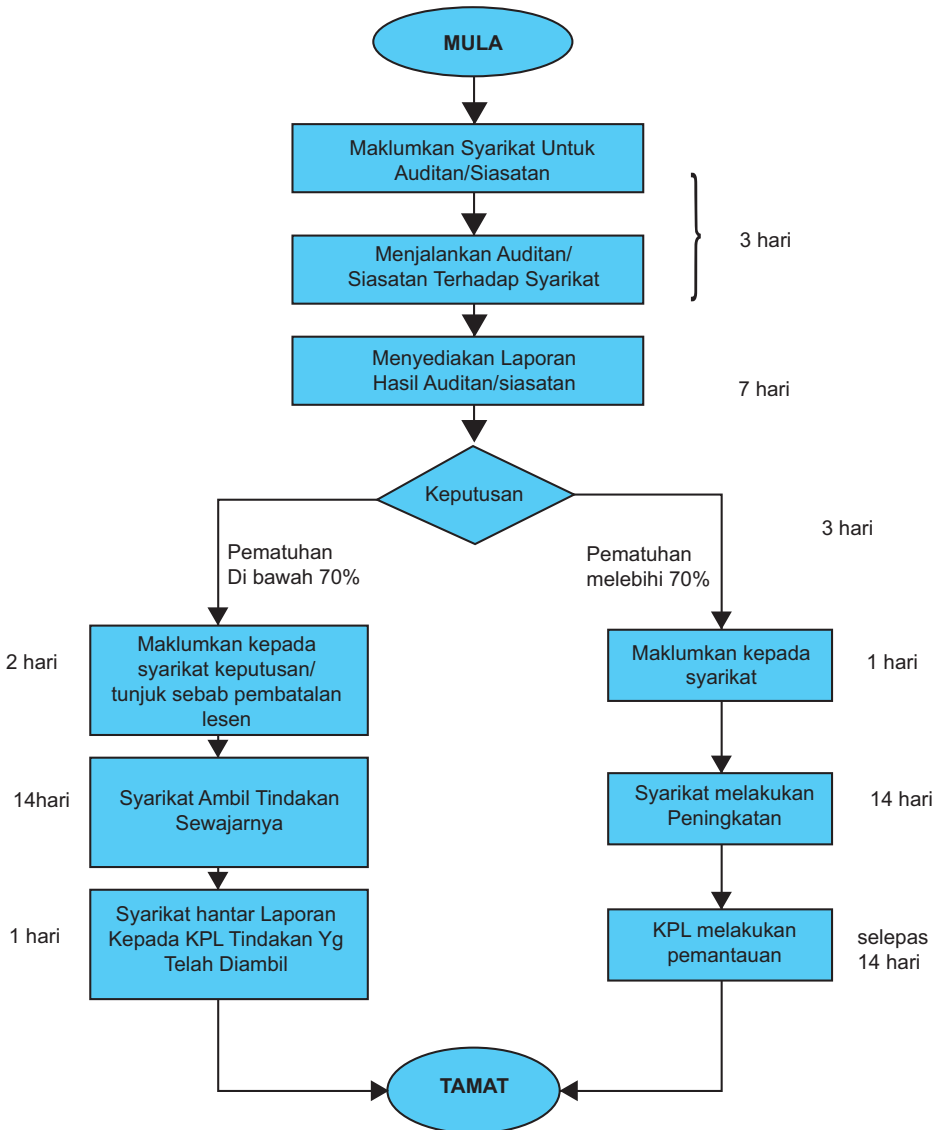 MULA
Maklumkan Syarikat Untuk
Auditan/Siasatan
Menjalankan Auditan/
Siasatan Terhadap Syarikat
3 hari
Menyediakan Laporan
Hasil Auditan/siasatan
7 hari
Keputusan
3 hari
Pematuhan
Di bawah 70%
Pematuhan
melebihi 70%
2 hari
Maklumkan kepada
syarikat keputusan/
tunjuk sebab pembatalan
lesen
14hari
Syarikat Ambil Tindakan
Sewajarnya
1 hari
Syarikat hantar Laporan
Kepada KPL Tindakan Yg
Telah Diambil
Maklumkan kepada
syarikat
1 hari
Syarikat melakukan
Peningkatan
14 hari
KPL melakukan
pemantauan
selepas
14 hari
TAMAT